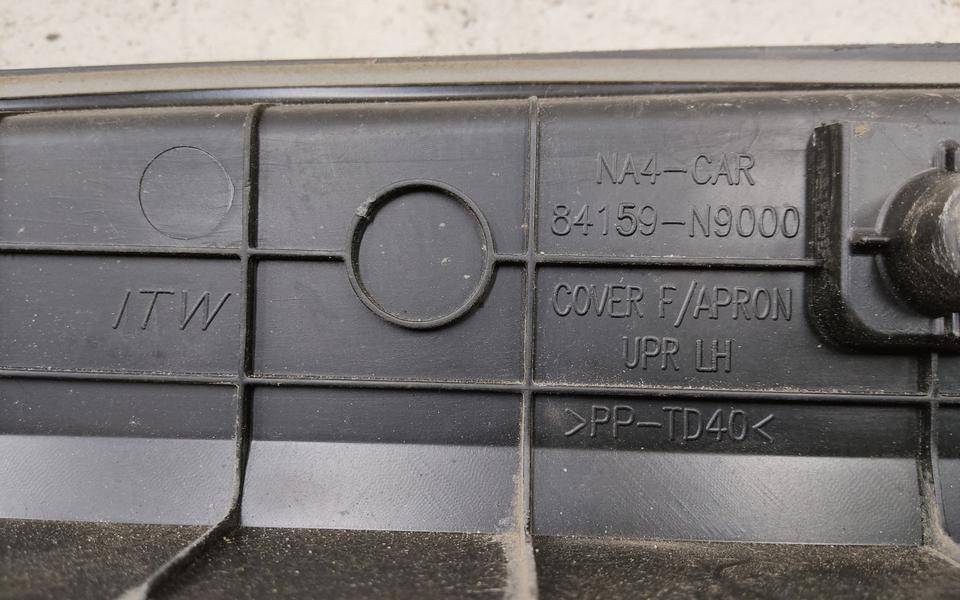 NA4-CAR
84159-N9000
ITW
COVER F/APRON
UPR LH
>PP-TD40<